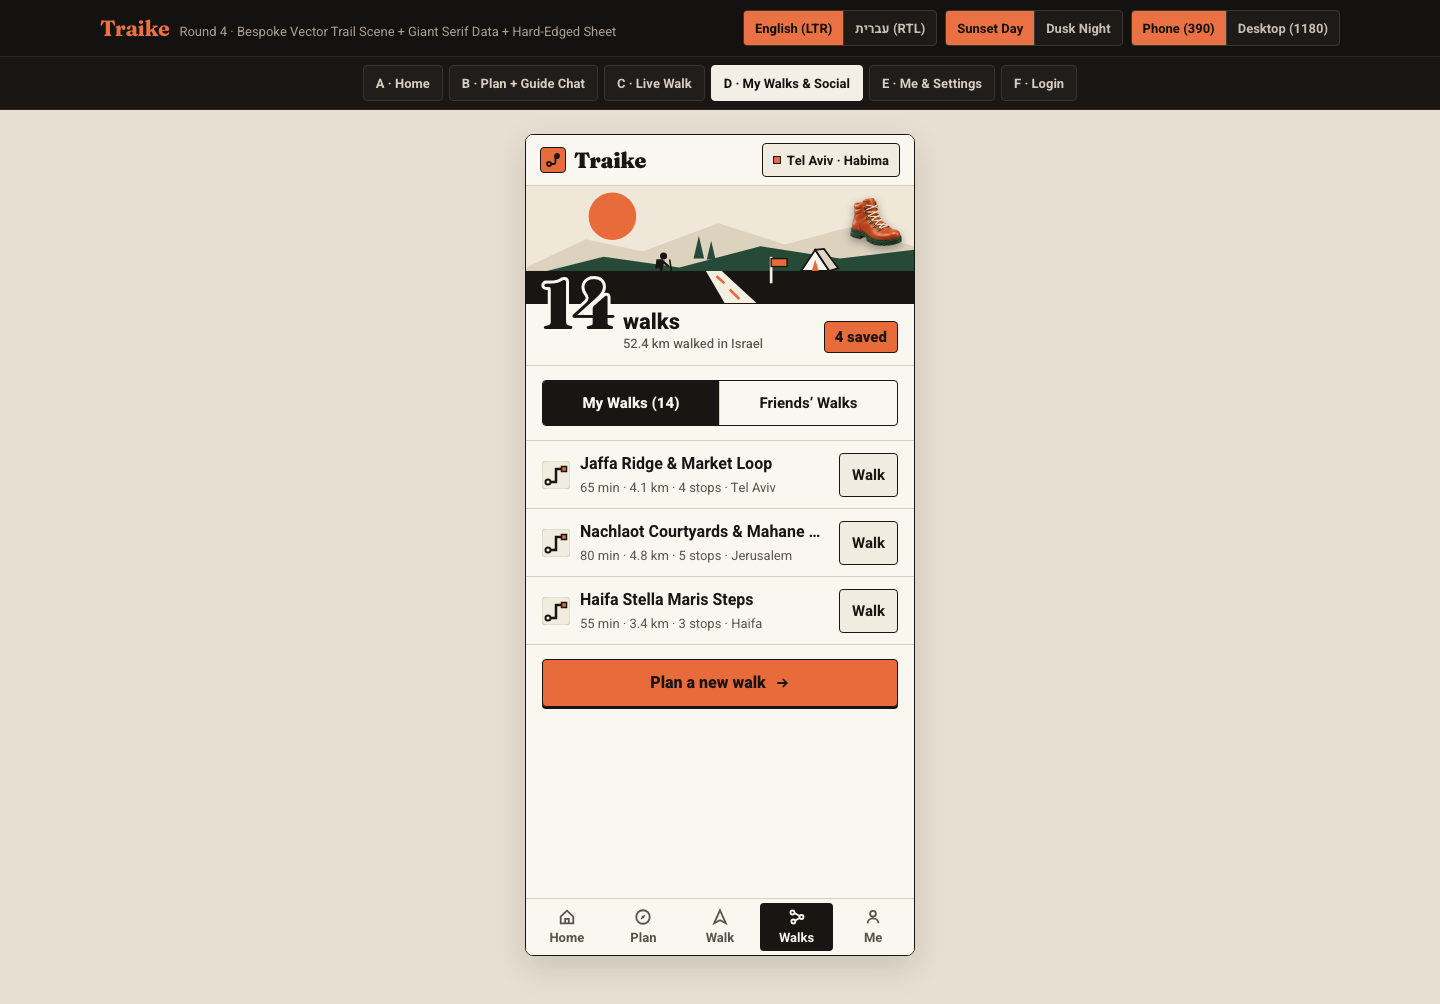 Traike Round 4 · Bespoke Vector Trail Scene + Giant Serif Data + Hard-Edged Sheet
English (LTR) עברית (RTL) Sunset Day Dusk Night Phone (390) Desktop (1180)
A · Home B · Plan + Guide Chat C · Live Walk D · My Walks & Social E · Me & Settings F · Login
Traike Tel Aviv · Habima
14 walks
52.4 km walked in Israel
4 saved
My Walks (14) Friends’ Walks
Jaffa Ridge & Market Loop
65 min · 4.1 km · 4 stops · Tel Aviv
Walk
Nachlaot Courtyards & Mahane ...
80 min · 4.8 km · 5 stops · Jerusalem
Walk
Haifa Stella Maris Steps
55 min · 3.4 km · 3 stops · Haifa
Walk
Plan a new walk →
Home Plan Walk Walks Me